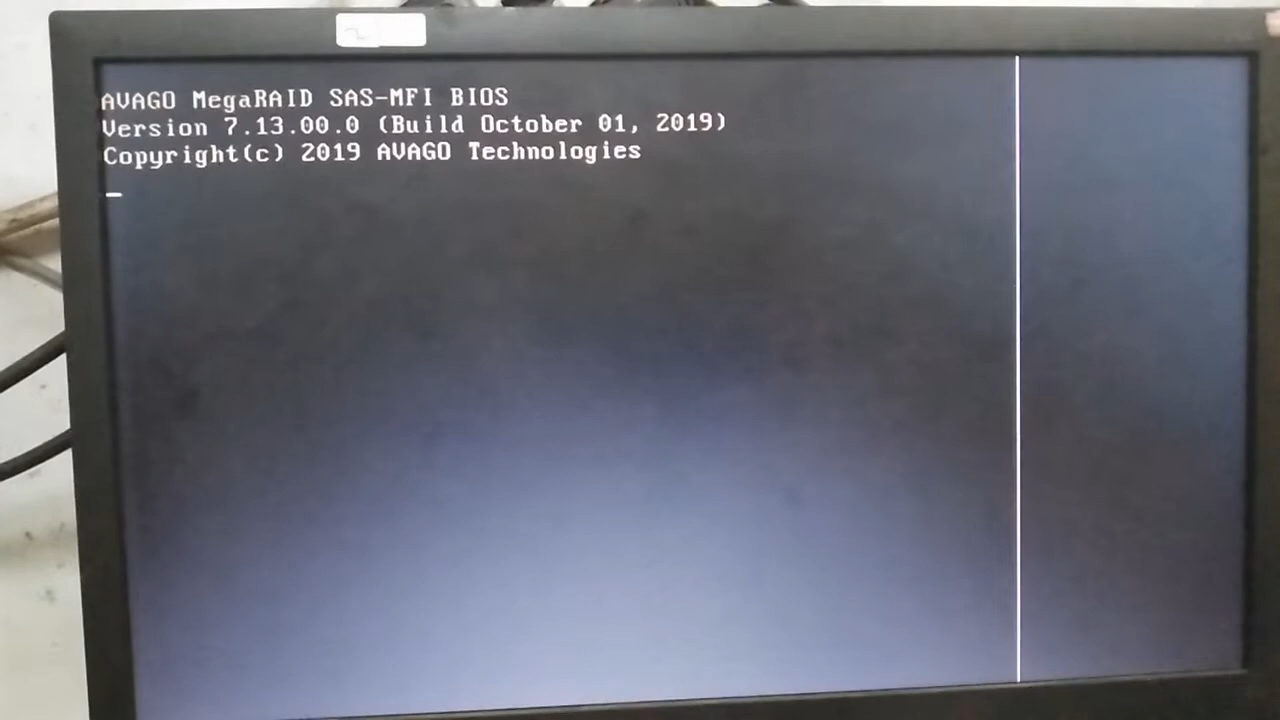 AVAGO MegaRAID SAS-MFI BIOS
Version 7.13.00.0 (Build October 01, 2019)
Copyright(c) 2019 AVAGO Technologies